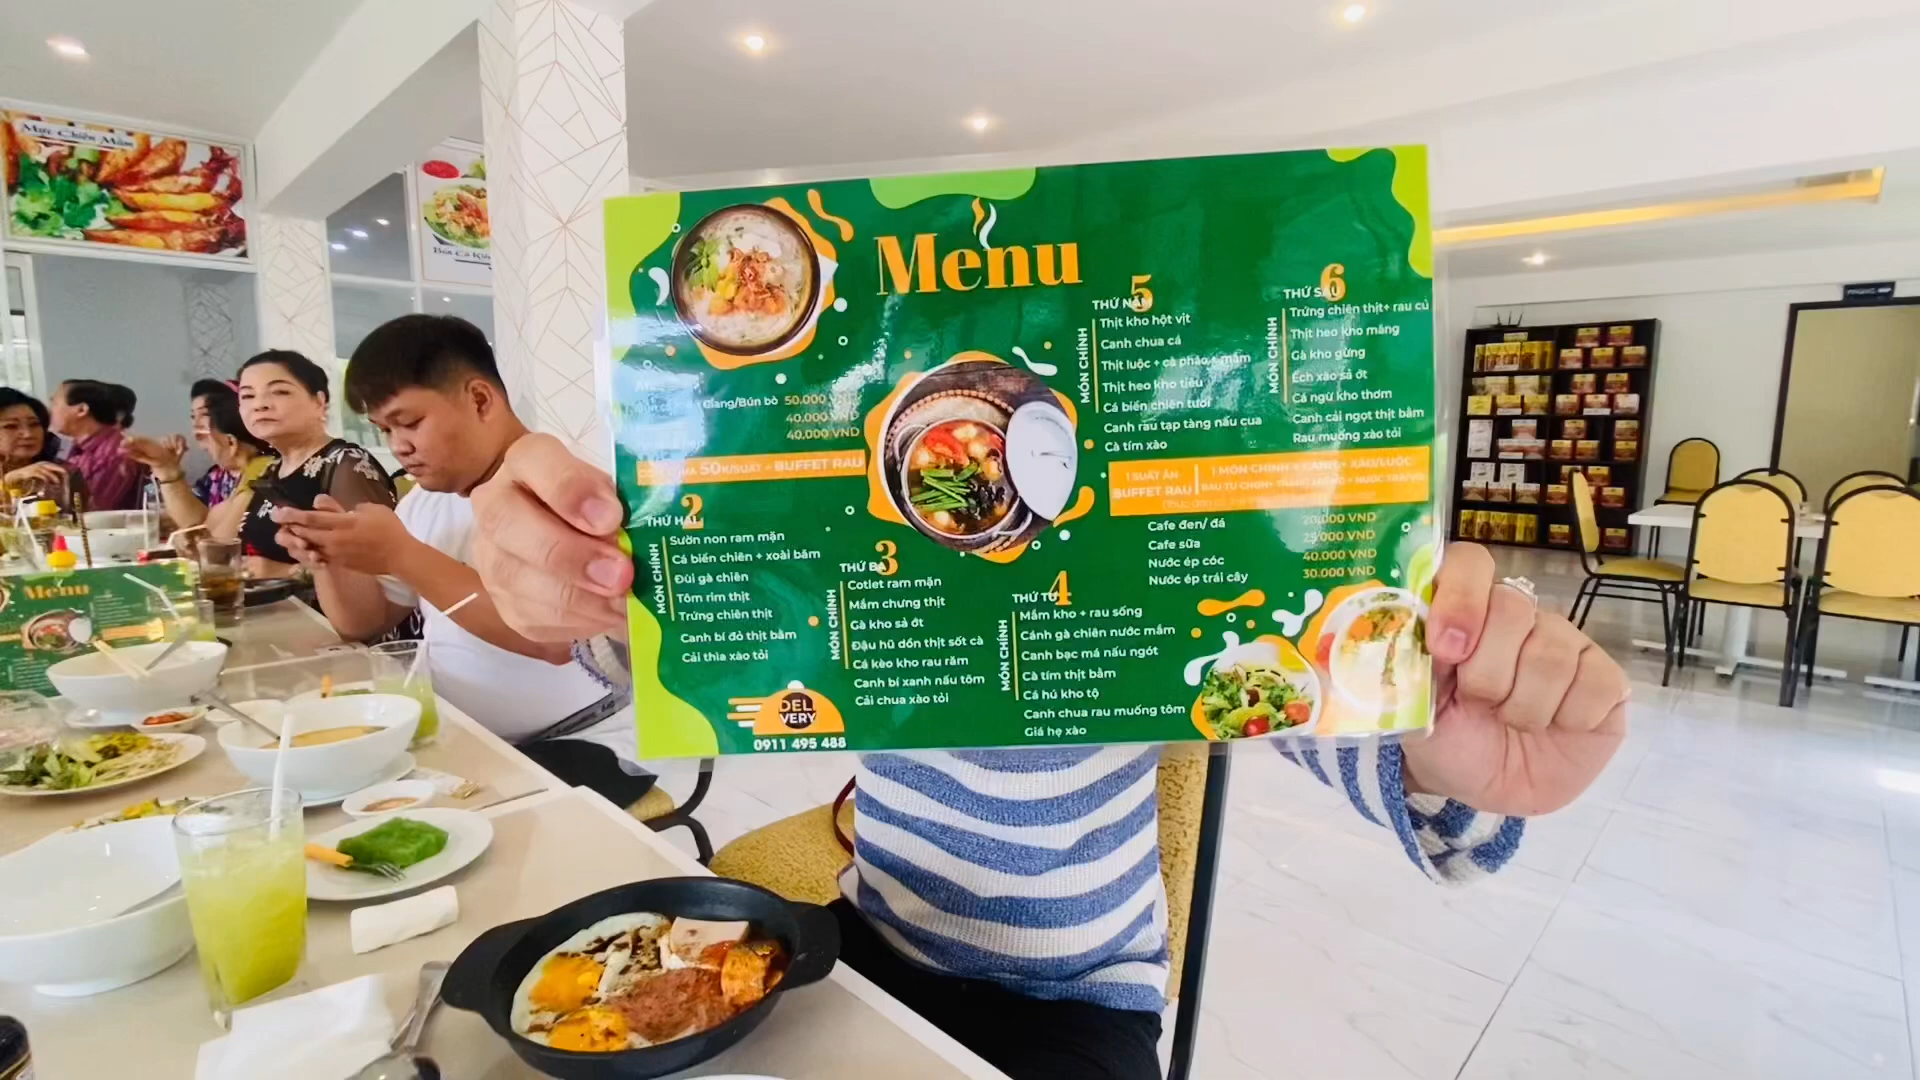 Mực Chiên Mắm
Menu
Giang/Bún bò 50.000 VND
40.000 VND
40.000 VND
50K/SUẤT - BUFFET RAU
2
THỨ HAI
MÓN CHÍNH
Sườn non ram mặn
Cá biển chiên + xoài bằm
Đùi gà chiên
Tôm rim thịt
Trứng chiên thịt
Canh bí đỏ thịt bằm
Cải thìa xào tỏi
DELI
VERY
0911 495 488
3
THỨ BA
MÓN CHÍNH
Cotlet ram mặn
Mắm chưng thịt
Gà kho sả ớt
Đậu hũ dồn thịt sốt cà
Cá kèo kho rau răm
Canh bí xanh nấu tôm
Cải chua xào tỏi
4
THỨ TƯ
MÓN CHÍNH
Mắm kho + rau sống
Cánh gà chiên nước mắm
Canh bạc má nấu ngót
Cà tím thịt bằm
Cá hú kho tộ
Canh chua rau muống tôm
Giá hẹ xào
5
THỨ NĂM
MÓN CHÍNH
Thịt kho hột vịt
Canh chua cá
Thịt luộc + cà pháo + mắm
Thịt heo kho tiêu
Cá biển chiên tươi
Canh rau tạp tàng nấu cua
Cà tím xào
6
THỨ SÁU
MÓN CHÍNH
Trứng chiên thịt+ rau củ
Thịt heo kho măng
Gà kho gừng
Ếch xào sả ớt
Cá ngừ kho thơm
Canh cải ngọt thịt bằm
Rau muống xào tỏi
1 SUẤT ĂN
BUFFET RAU
1 MÓN CHÍNH + CANH + XÀO/LUỘC
Cafe đen/ đá 20.000 VND
Cafe sữa 25.000 VND
Nước ép cóc 40.000 VND
Nước ép trái cây 30.000 VND
Menu